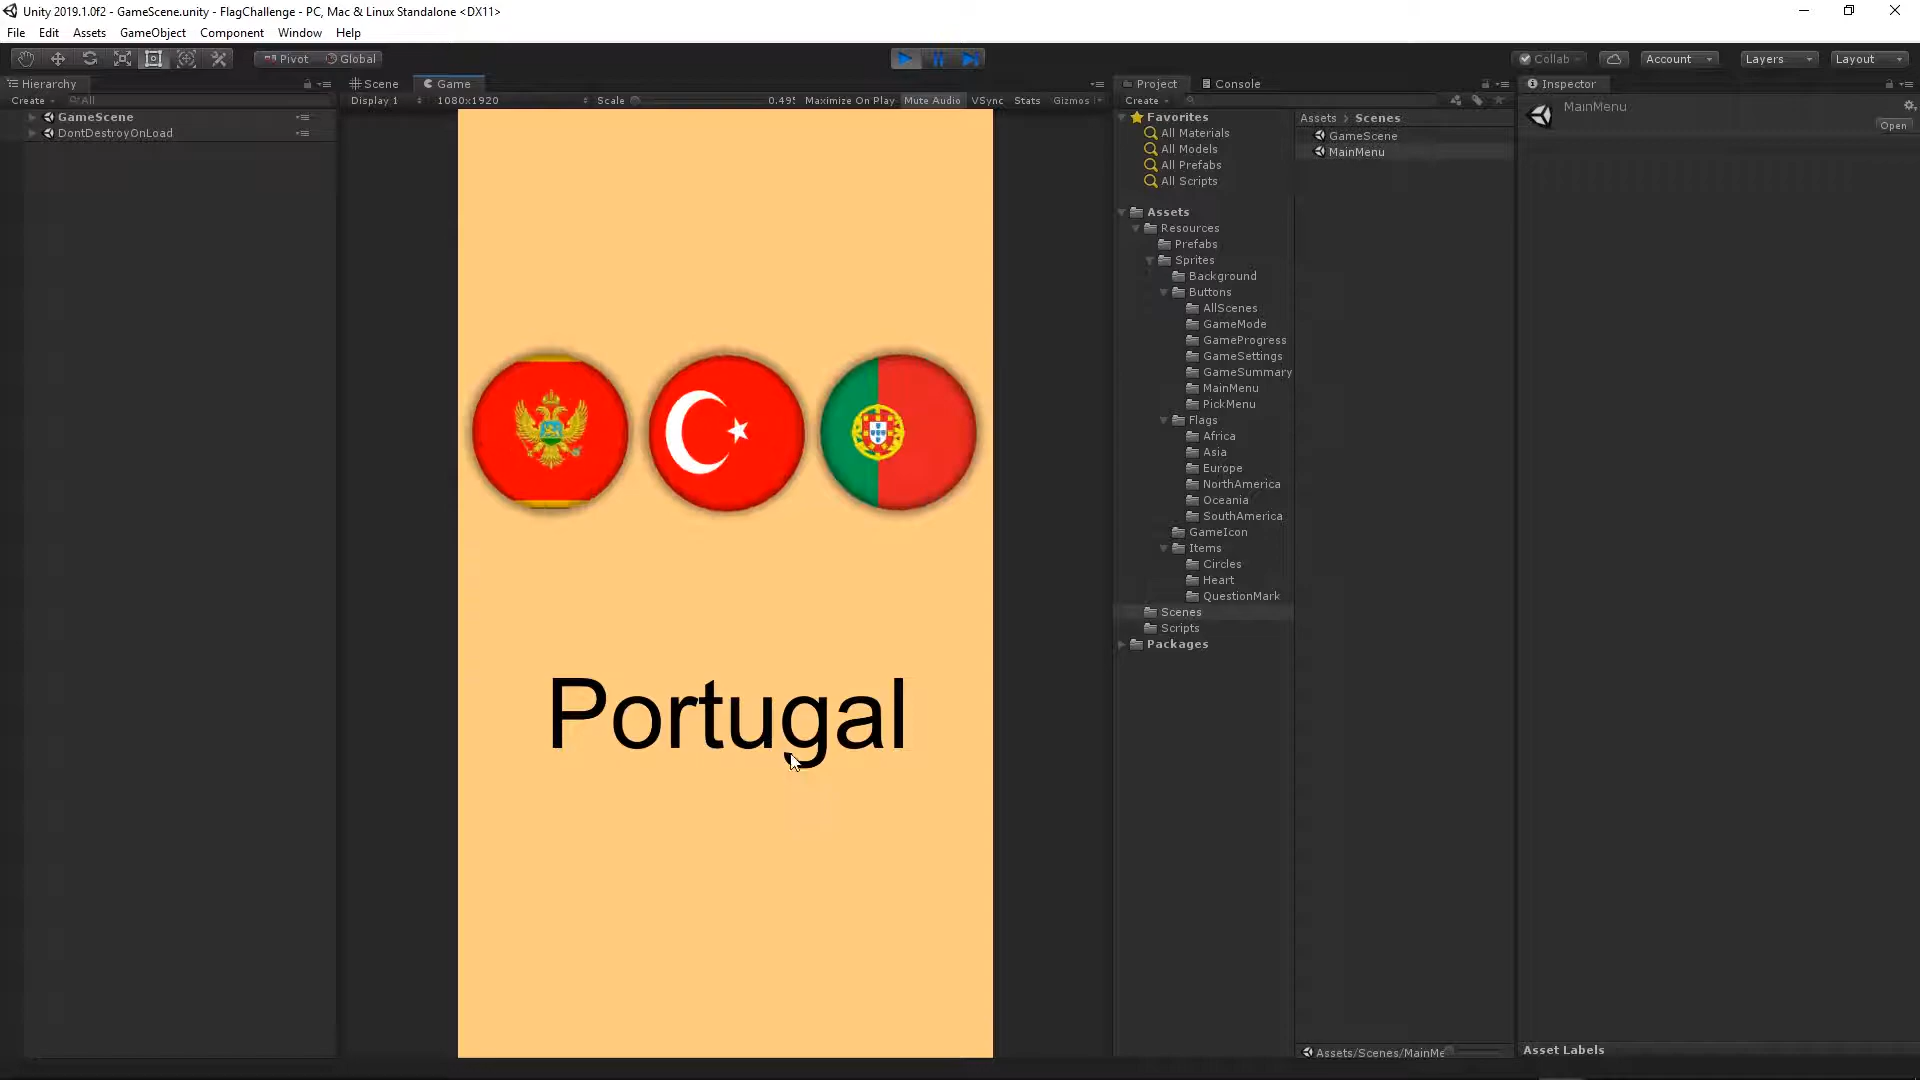 Unity 2019.1.0f2 - GameScene.unity - FlagChallenge - PC, Mac & Linux Standalone <DX11>
File Edit Assets GameObject Component Window Help
Pivot Global Collab Account Layers Layout
Hierarchy Scene Game Project Console Inspector
Create All Display 1 1080x1920 Scale 0.495 Maximize On Play Mute Audio VSync Stats Gizmos Create
GameScene
DontDestroyOnLoad
Portugal
Favorites
All Materials
All Models
All Prefabs
All Scripts
Assets
Resources
Prefabs
Sprites
Background
Buttons
AllScenes
GameMode
GameProgress
GameSettings
GameSummary
MainMenu
PickMenu
Flags
Africa
Asia
Europe
NorthAmerica
Oceania
SouthAmerica
GameIcon
Items
Circles
Heart
QuestionMark
Scenes
Scripts
Packages
Assets > Scenes
GameScene
MainMenu
Assets/Scenes/MainMe
MainMenu
Open
Asset Labels